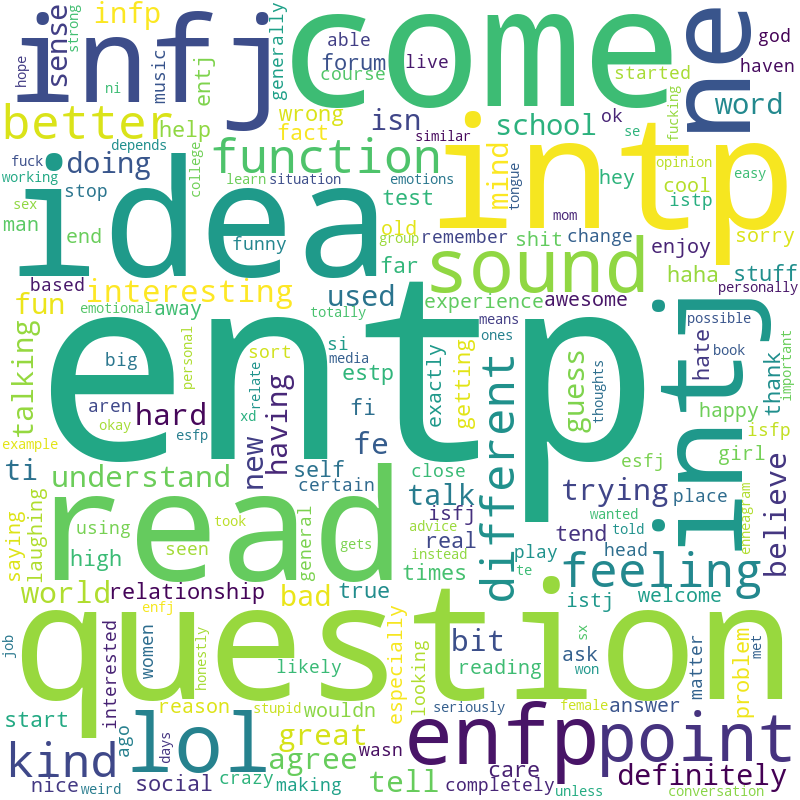 infp
sense
strong
infj
hope
ni
music
entj
generally
come
able
forum
live
course
started
ne
god
haven
word
fucking
better
help
wrong
fact
isn
similar
school
ok
se
intp
mind
tongue
doing
function
fuck
working
depends
college
learn
situation
emotions
test
hey
opinion
easy
cool
istp
sex
stop
man
end
idea
funny
old
group
remember
mom
shit
change
enjoy
sorry
far
sound
haha
stuff
based
interesting
used
experience
awesome
personally
fun
emotional
away
totally
entp
means
ones
possible
book
important
intj
hate
thank
talking
big
personal
sort
si
media
estp
exactly
getting
different
guess
thoughts
happy
isfp
girl
aren
okay
hard
esfp
xd
relate
having
new
fi
fe
example
ti
understand
self
certain
close
talk
esfj
trying
place
enneagram
believe
saying
laughing
using
seen
took
read
general
gets
isfj
advice
real
instead
play
te
tend
wanted
told
head
high
times
feeling
world
relationship
bad
true
istj
welcome
enfj
question
job
women
honestly
likely
especially
looking
reading
bit
sx
won
ask
matter
problem
met
interested
reason
stupid
wouldn
seriously
female
answer
start
ago
days
lol
great
agree
wasn
enfp
point
kind
care
definitely
nice
weird
social
crazy
making
tell
completely
unless
conversation